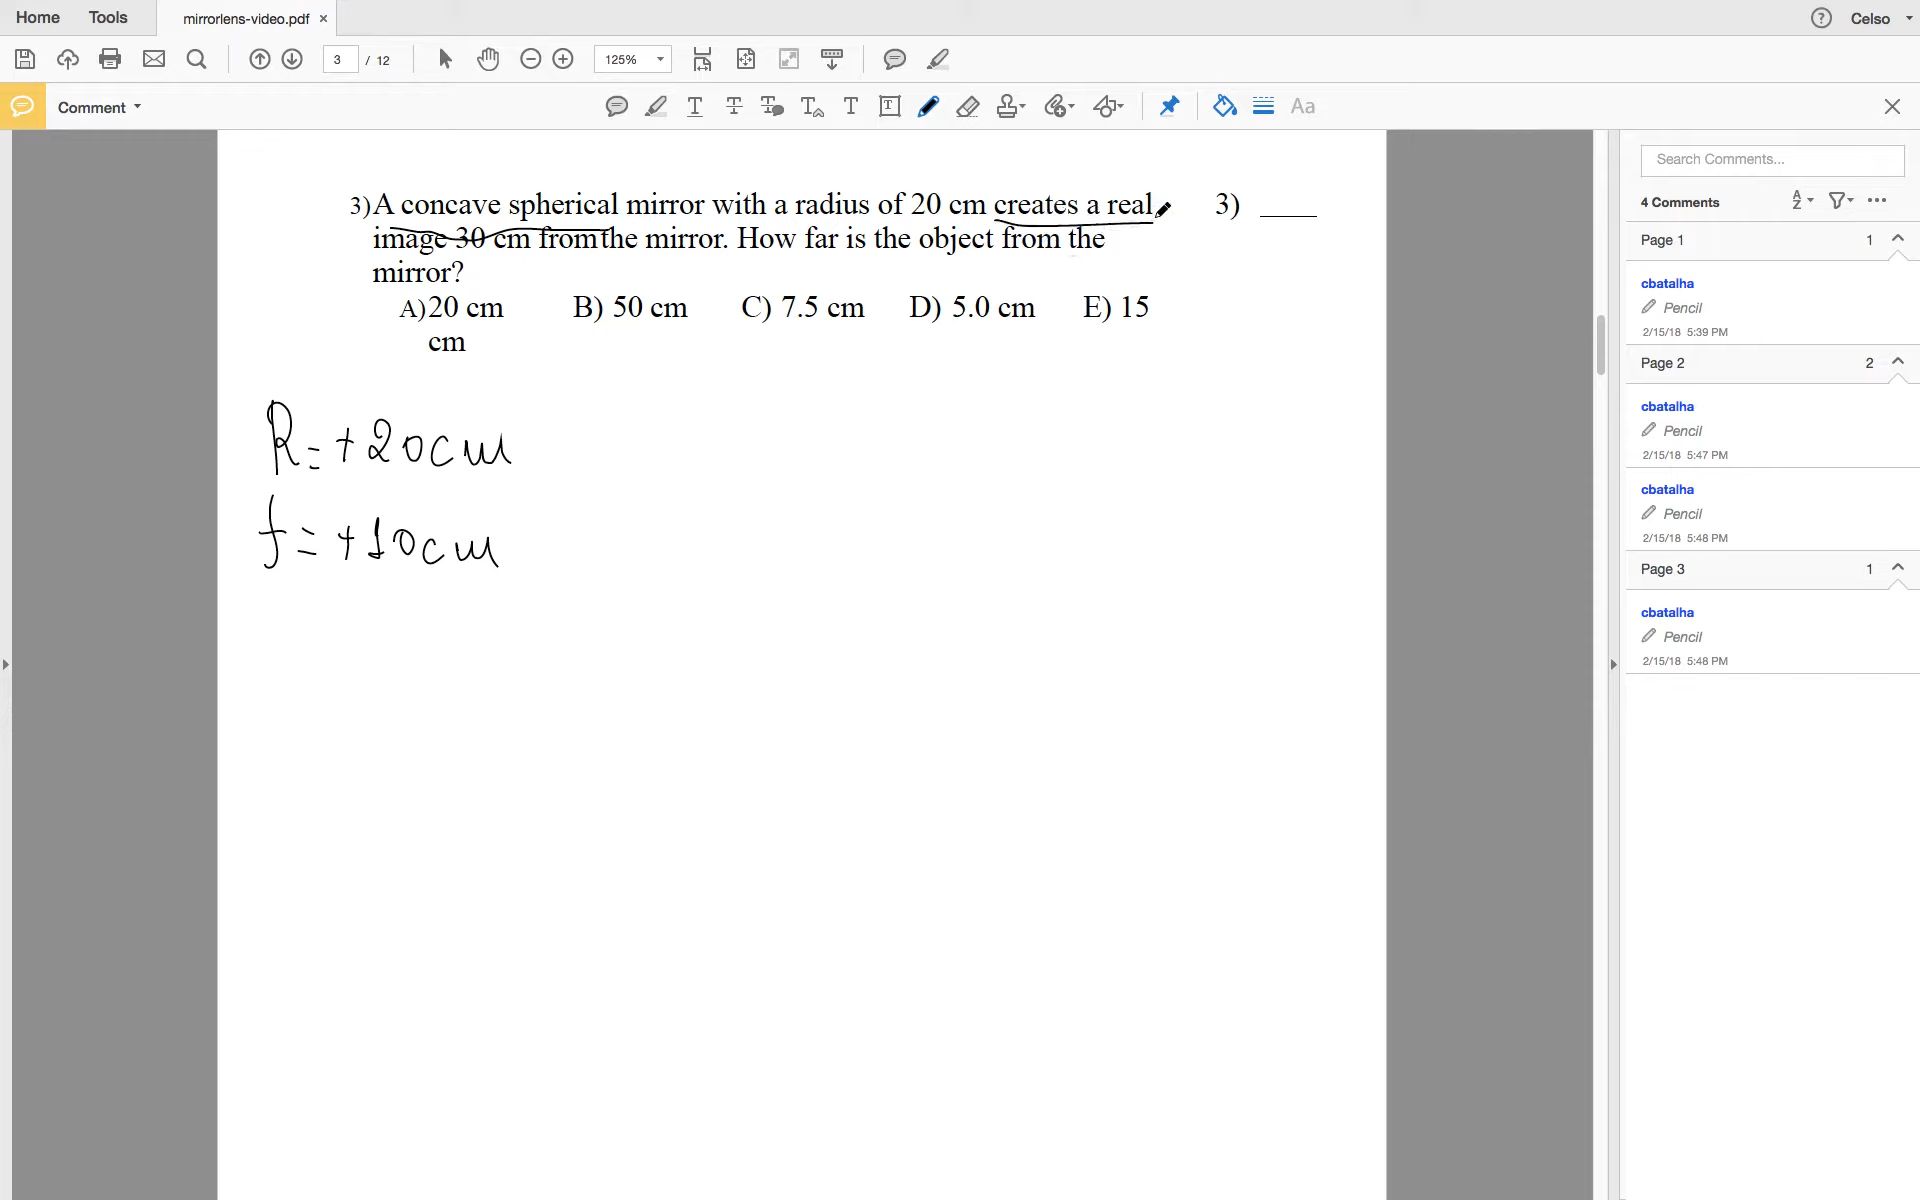 Home Tools mirrorlens-video.pdf × Celso
3 / 12 125%
Comment Aa
3)A concave spherical mirror with a radius of 20 cm creates a real 3) ____
image 30 cm from the mirror. How far is the object from the
mirror?
A)20 cm B) 50 cm C) 7.5 cm D) 5.0 cm E) 15
cm
R = +20cm
f = +10cm
Search Comments...
4 Comments
Page 1 1
cbatalha
Pencil
2/15/18 5:39 PM
Page 2 2
cbatalha
Pencil
2/15/18 5:47 PM
cbatalha
Pencil
2/15/18 5:48 PM
Page 3 1
cbatalha
Pencil
2/15/18 5:48 PM